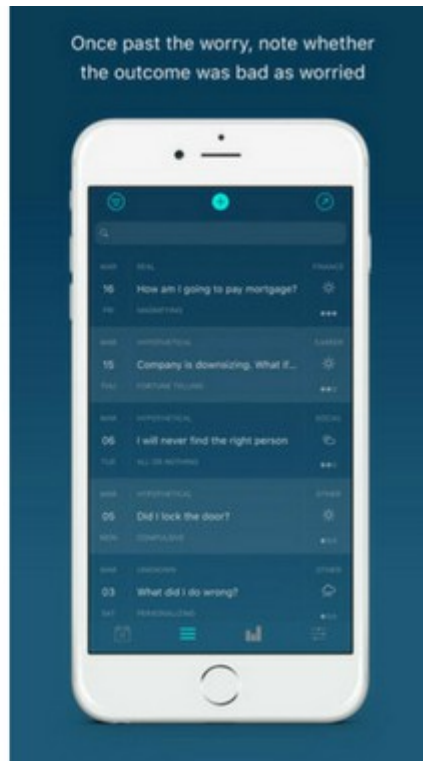 Once past the worry, note whether
the outcome was bad as worried
MAR REAL FINANCE
16 How am I going to pay mortgage?
FRI MAGNIFYING
MAR HYPOTHETICAL CAREER
15 Company is downsizing. What if...
THU FORTUNE TELLING
MAR HYPOTHETICAL SOCIAL
06 I will never find the right person
TUE ALL OR NOTHING
MAR HYPOTHETICAL OTHER
05 Did I lock the door?
MON COMPULSIVE
MAR UNKNOWN OTHER
03 What did I do wrong?
SAT PERSONALIZING